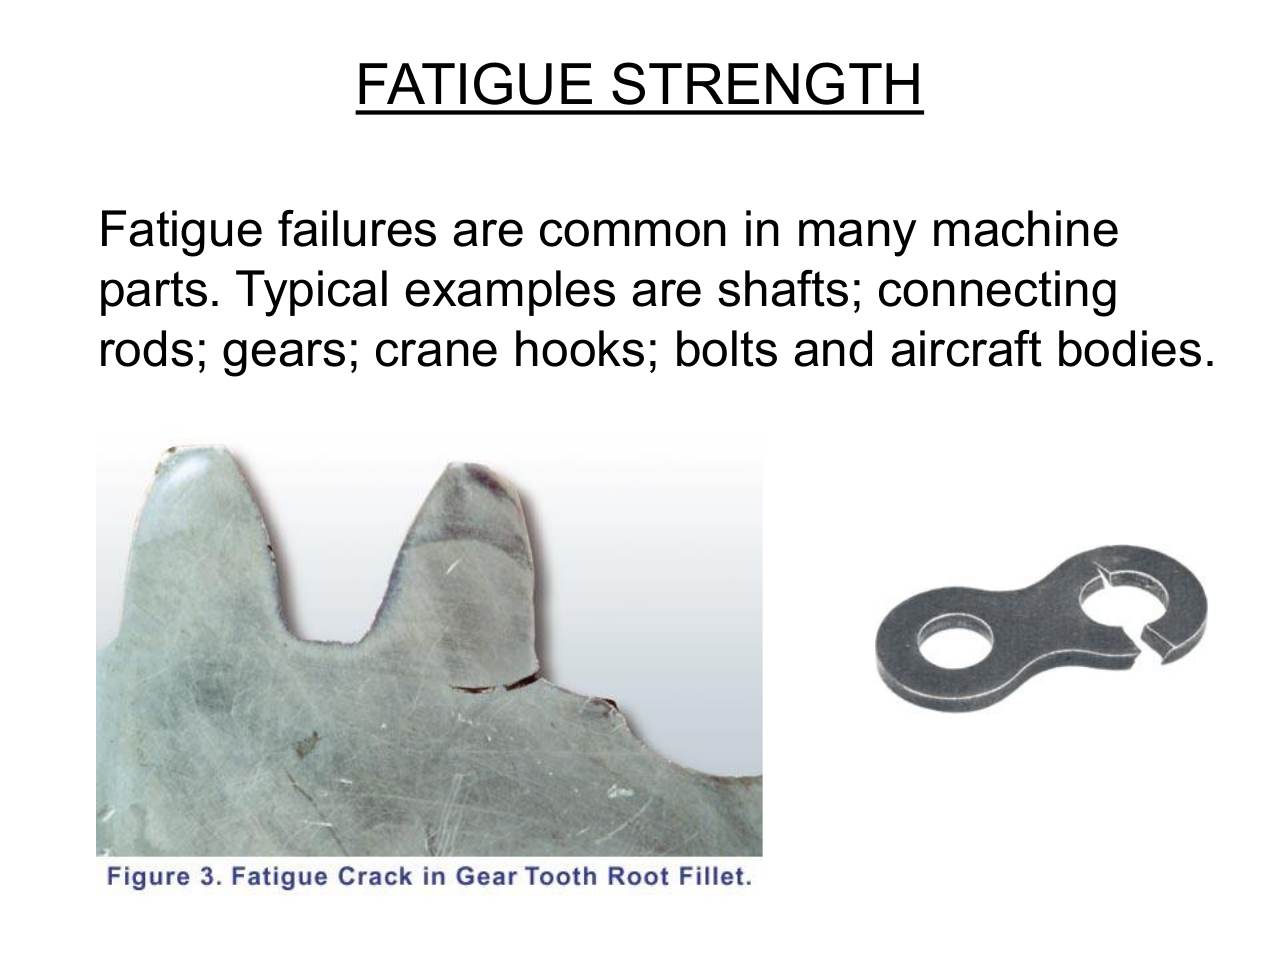 FATIGUE STRENGTH
Fatigue failures are common in many machine
parts. Typical examples are shafts; connecting
rods; gears; crane hooks; bolts and aircraft bodies.
Figure 3. Fatigue Crack in Gear Tooth Root Fillet.